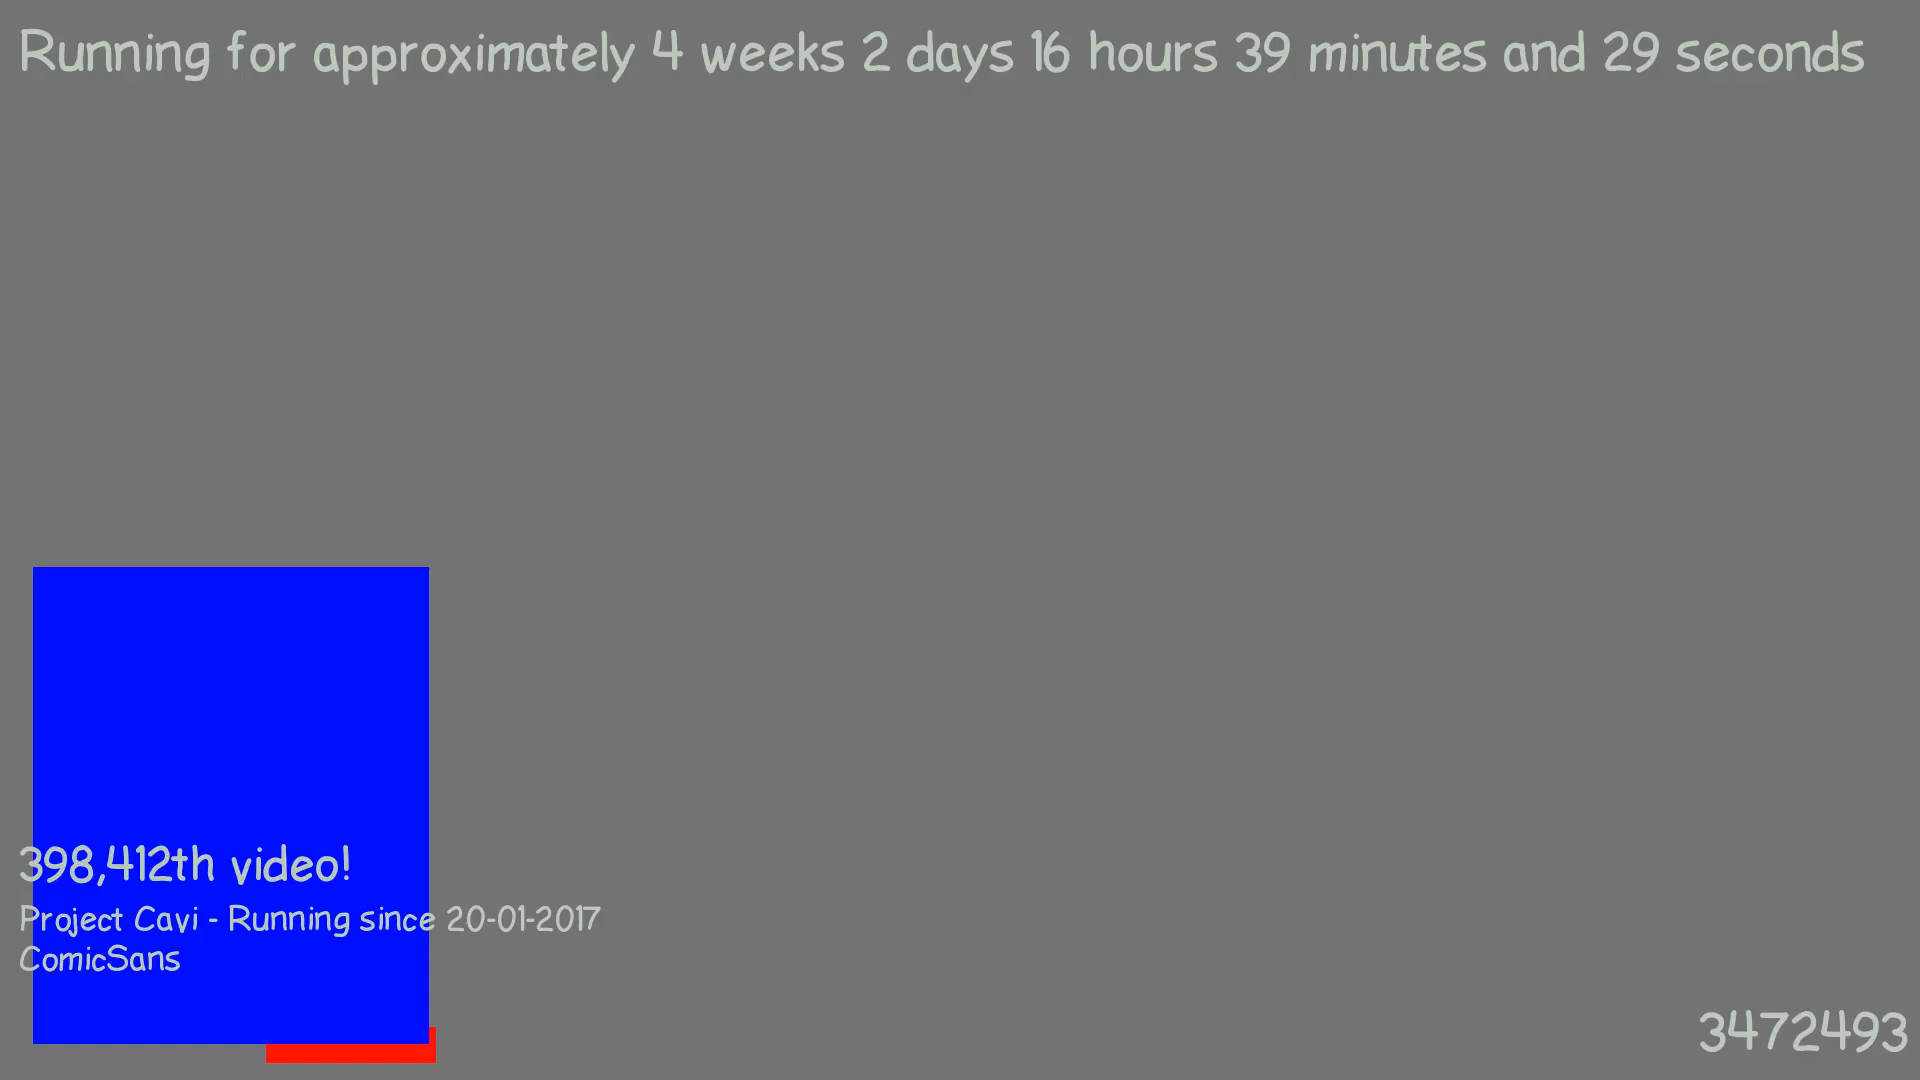 Running for approximately 4 weeks 2 days 16 hours 39 minutes and 29 seconds
398,412th video!
Project Cavi - Running since 20-01-2017
ComicSans
3472493